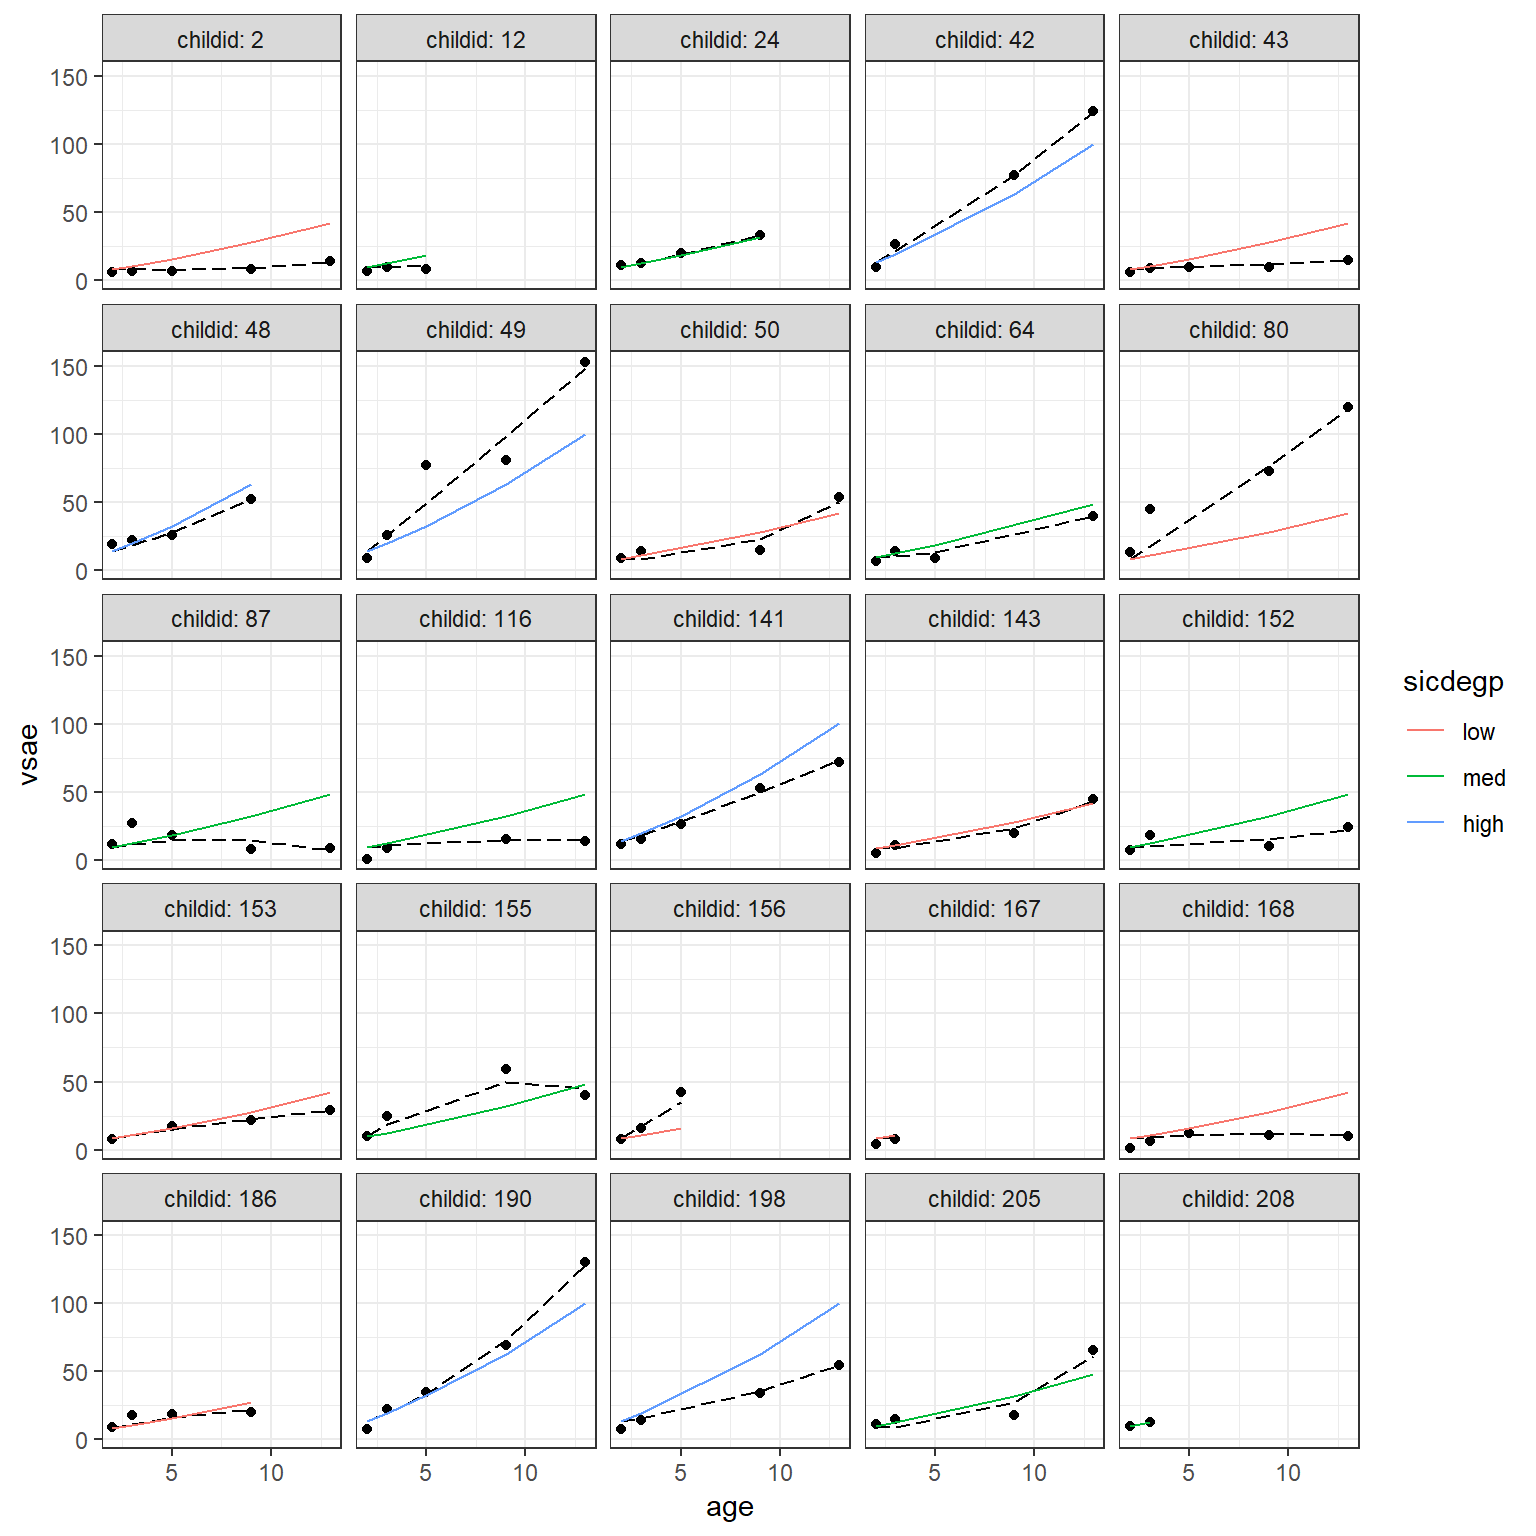 childid: 2 childid: 12 childid: 24 childid: 42 childid: 43
150
100
50
0
childid: 48 childid: 49 childid: 50 childid: 64 childid: 80
150
100
50
0
childid: 87 childid: 116 childid: 141 childid: 143 childid: 152
150
100
50
0
vsae
childid: 153 childid: 155 childid: 156 childid: 167 childid: 168
150
100
50
0
childid: 186 childid: 190 childid: 198 childid: 205 childid: 208
150
100
50
0
5 10 5 10 5 10 5 10 5 10
age
sicdegp
low
med
high